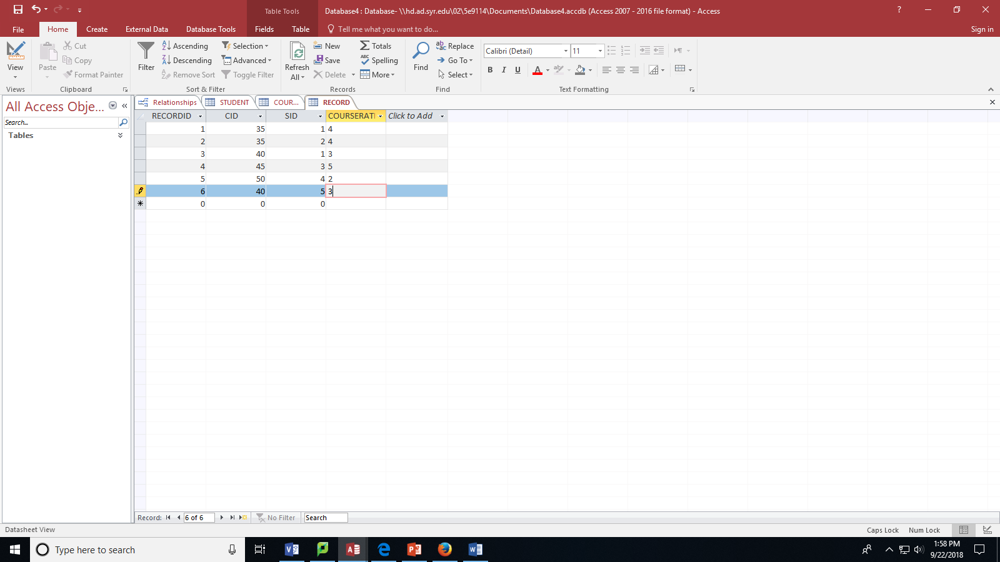 Table Tools
Database4 : Database- \\hd.ad.syr.edu\02\5e9114\Documents\Database4.accdb (Access 2007 - 2016 file format) - Access
?
File Home Create External Data Database Tools Fields Table Tell me what you want to do... Sign in
View
Paste
Cut
Copy
Format Painter
Filter
Ascending
Descending
Remove Sort
Selection
Advanced
Toggle Filter
Refresh All
New
Save
Delete
Totals
Spelling
More
Find
Replace
Go To
Select
Calibri (Detail) 11
B I U
Views Clipboard Sort & Filter Records Find Text Formatting
All Access Obje...
Search...
Tables
Relationships STUDENT COUR... RECORD
RECORDID CID SID COURSERATI Click to Add
1 35 1 4
2 35 2 4
3 40 1 3
4 45 3 5
5 50 4 2
6 40 5 3
0 0 0
Record: 6 of 6 No Filter Search
Datasheet View Caps Lock Num Lock
Type here to search
1:58 PM
9/22/2018